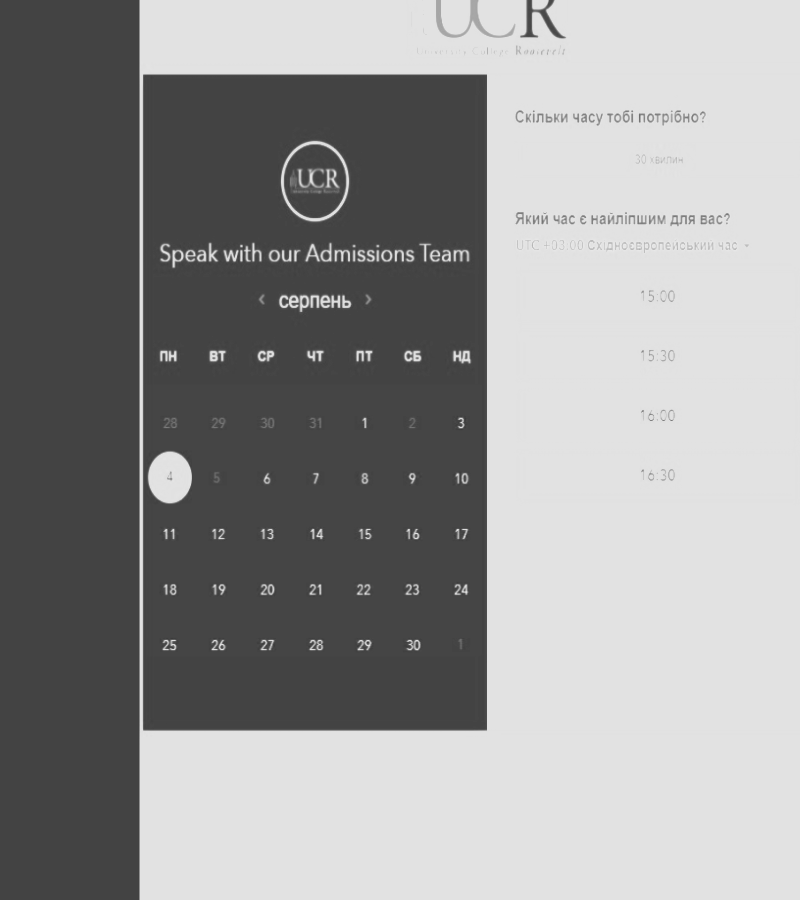 UCR
University College Roosevelt
UCR
Speak with our Admissions Team
‹ серпень ›
ПН ВТ СР ЧТ ПТ СБ НД
28 29 30 31 1 2 3
4 5 6 7 8 9 10
11 12 13 14 15 16 17
18 19 20 21 22 23 24
25 26 27 28 29 30 1
Скільки часу тобі потрібно?
30 хвилин
Який час є найліпшим для вас?
UTC +03:00 Східноєвропейський час
15:00
15:30
16:00
16:30